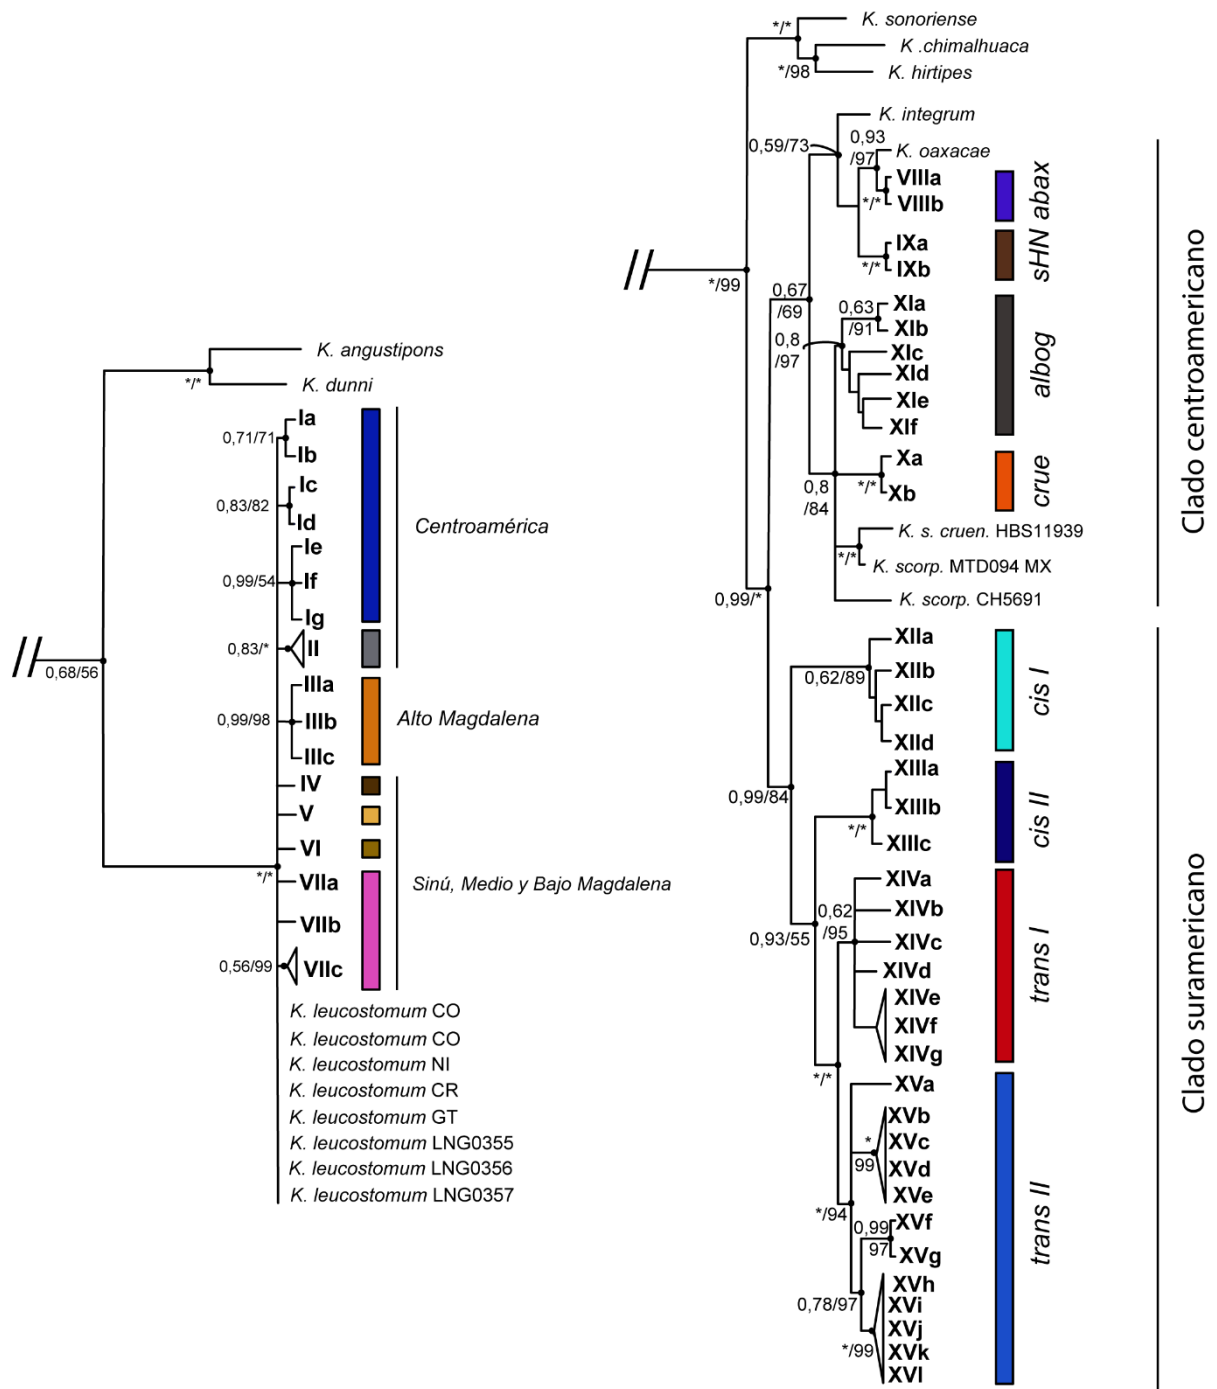 K. angustipons
*/*
K. dunni
Ia
0,71/71
Ib
Ic
0,83/82
Id
Ie
0,99/54
If
Ig
Centroamérica
0,83/*
II
0,68/56
IIIa
0,99/98
IIIb
Alto Magdalena
IIIc
IV
V
VI
*/*
VIIa
Sinú, Medio y Bajo Magdalena
VIIb
0,56/99
VIIc
K. leucostomum CO
K. leucostomum CO
K. leucostomum NI
K. leucostomum CR
K. leucostomum GT
K. leucostomum LNG0355
K. leucostomum LNG0356
K. leucostomum LNG0357
*/*
K. sonoriense
K .chimalhuaca
*/98
K. hirtipes
K. integrum
0,59/73
0,93
/97
K. oaxacae
VIIIa
*/*
VIIIb
abax
IXa
*/*
IXb
sHN
*/99
0,67
/69
0,63
/91
XIa
XIb
0,8
/97
XIc
XId
XIe
XIf
albog
Xa
*/*
Xb
crue
0,8
/84
K. s. cruen. HBS11939
*/*
K. scorp. MTD094 MX
K. scorp. CH5691
Clado centroamericano
0,99/*
XIIa
0,62/89
XIIb
XIIc
XIId
cis I
0,99/84
XIIIa
XIIIb
*/*
XIIIc
cis II
XIVa
0,62
/95
XIVb
0,93/55
XIVc
XIVd
XIVe
XIVf
XIVg
trans I
*/*
XVa
XVb
*
99
XVc
XVd
XVe
*/94
0,99
97
XVf
XVg
0,78/97
XVh
XVi
XVj
*/99
XVk
XVl
trans II
Clado suramericano